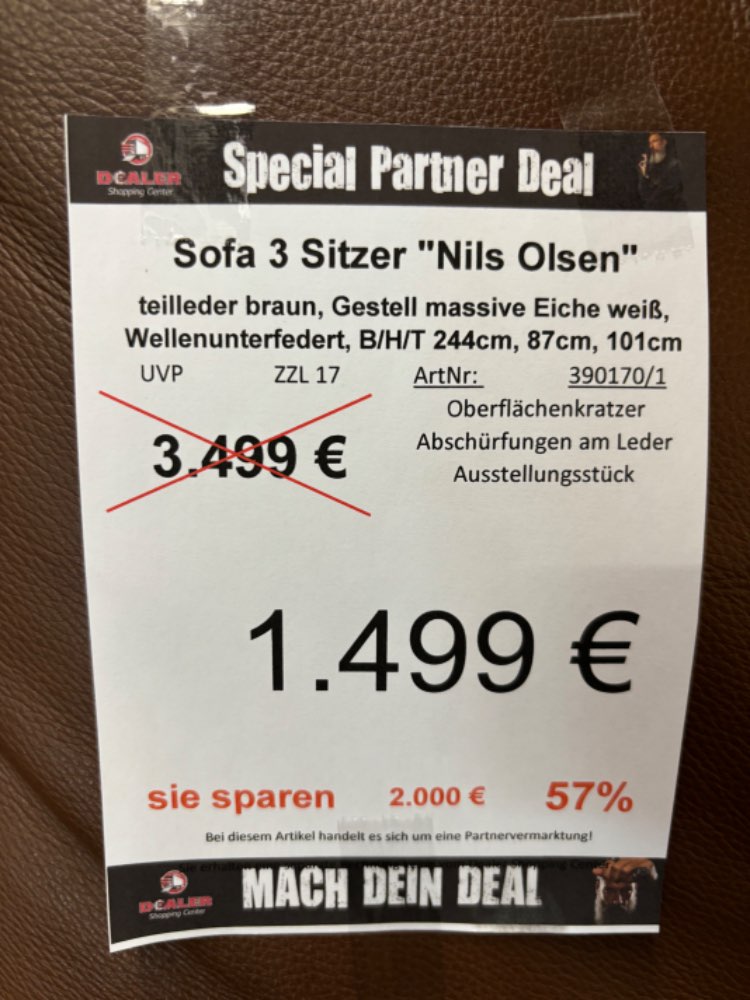 DEALER
Shopping Center
Special Partner Deal
Sofa 3 Sitzer "Nils Olsen"
teilleder braun, Gestell massive Eiche weiß,
Wellenunterfedert, B/H/T 244cm, 87cm, 101cm
UVP ZZL 17 ArtNr: 390170/1
Oberflächenkratzer
3.499 € Abschürfungen am Leder
Ausstellungsstück
1.499 €
sie sparen 2.000 € 57%
Bei diesem Artikel handelt es sich um eine Partnervermarktung!
DEALER
Shopping Center
MACH DEIN DEAL